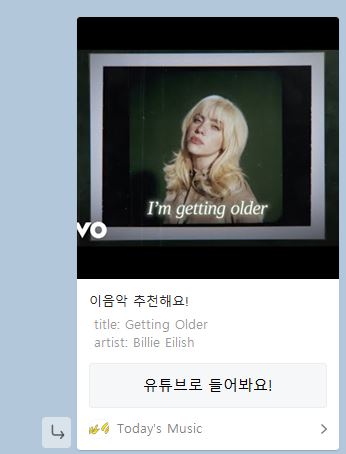 I'm getting older
VO
이음악 추천해요!
title: Getting Older
artist: Billie Eilish
유튜브로 들어봐요!
Today's Music